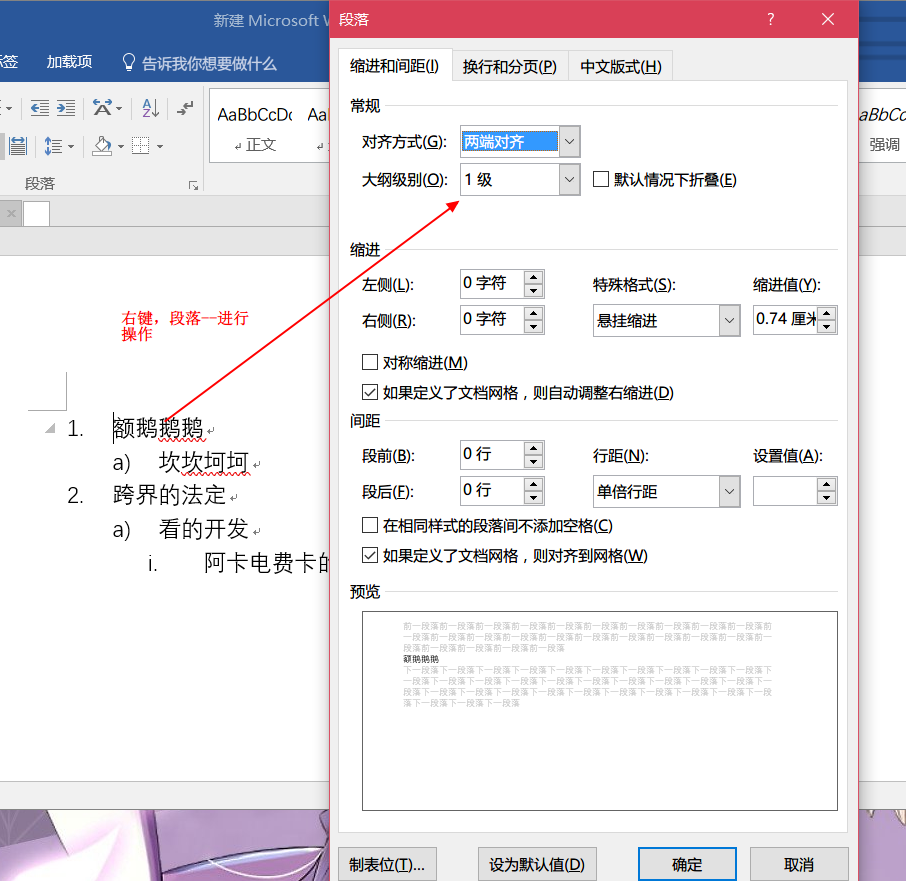 新建 Microsoft W
段落
?
签
加载项
告诉我你想要做什么
缩进和间距(I)
换行和分页(P)
中文版式(H)
AaBbCcDc
Aa
aBbCc
正文
强调
段落
常规
对齐方式(G):
两端对齐
大纲级别(O):
1 级
默认情况下折叠(E)
缩进
左侧(L):
0 字符
特殊格式(S):
缩进值(Y):
右侧(R):
0 字符
悬挂缩进
0.74 厘米
对称缩进(M)
如果定义了文档网格，则自动调整右缩进(D)
间距
段前(B):
0 行
行距(N):
设置值(A):
段后(F):
0 行
单倍行距
在相同样式的段落间不添加空格(C)
如果定义了文档网格，则对齐到网格(W)
预览
前一段落前一段落前一段落前一段落前一段落前一段落前一段落前一段落前一段落前一段落前
一段落前一段落前一段落前一段落前一段落前一段落前一段落前一段落前一段落前一段落前一
段落前一段落前一段落前一段落前一段落
额鹅鹅鹅
下一段落下一段落下一段落下一段落下一段落下一段落下一段落下一段落下一段落下一段落下
一段落下一段落下一段落下一段落下一段落下一段落下一段落下一段落下一段落下一段落下一
段落下一段落下一段落下一段落下一段落下一段落下一段落下一段落下一段落下一段落下一段
落下一段落下一段落下一段落
制表位(T)...
设为默认值(D)
确定
取消
右键，段落--进行
操作
1. 额鹅鹅鹅
a) 坎坎坷坷
2. 跨界的法定
a) 看的开发
i. 阿卡电费卡的